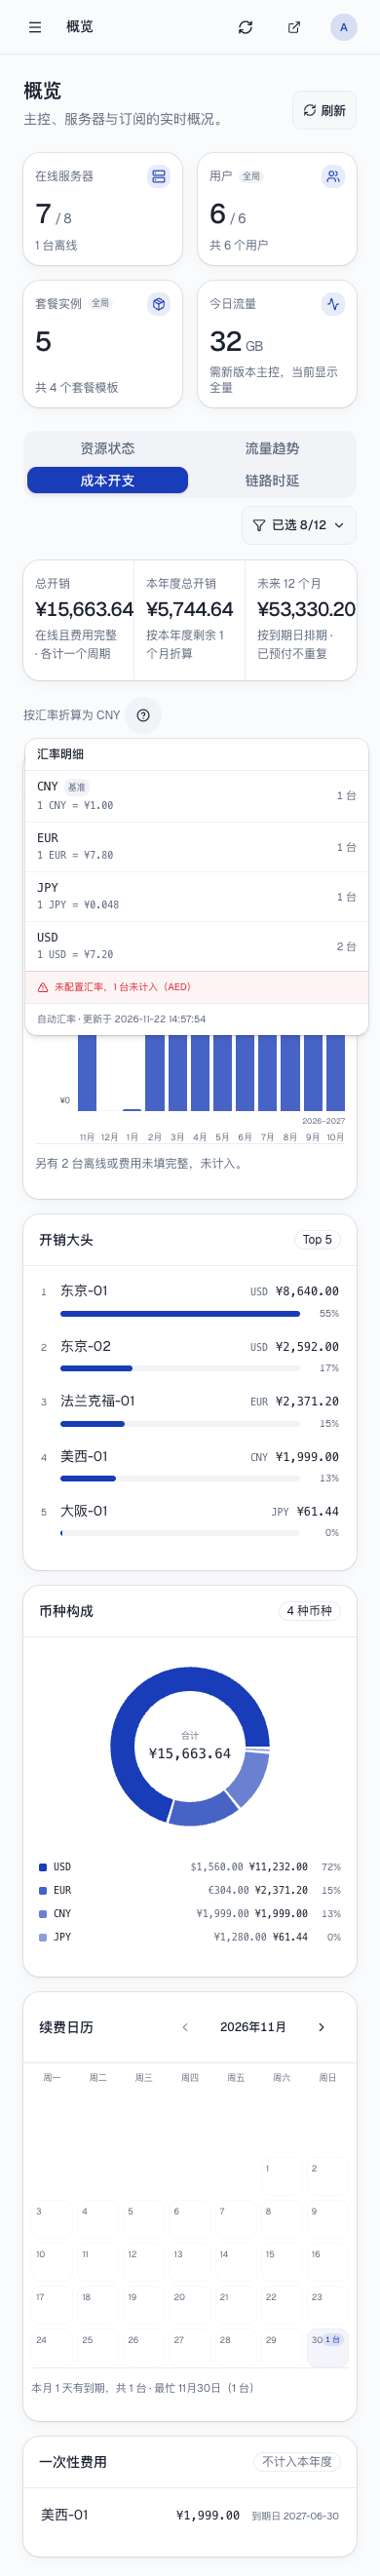 概览
A
概览
主控、服务器与订阅的实时概况。
刷新
在线服务器
7 / 8
1 台离线
用户 全局
6 / 6
共 6 个用户
套餐实例 全局
5
共 4 个套餐模板
今日流量
32 GB
需新版本主控，当前显示
全量
资源状态
流量趋势
成本开支
链路时延
已选 8/12
总开销
¥15,663.64
在线且费用完整
· 各计一个周期
本年度总开销
¥5,744.64
按本年度剩余 1
个月折算
未来 12 个月
¥53,330.20
按到期日排期 ·
已预付不重复
按汇率折算为 CNY
汇率明细
CNY 基准
1 CNY = ¥1.00
1 台
EUR
1 EUR = ¥7.80
1 台
JPY
1 JPY = ¥0.048
1 台
USD
1 USD = ¥7.20
2 台
未配置汇率，1 台未计入（AED）
自动汇率 · 更新于 2026-11-22 14:57:54
¥0
2026–2027
11月 12月 1月 2月 3月 4月 5月 6月 7月 8月 9月 10月
另有 2 台离线或费用未填完整，未计入。
开销大头
Top 5
1 东京-01 USD ¥8,640.00
55%
2 东京-02 USD ¥2,592.00
17%
3 法兰克福-01 EUR ¥2,371.20
15%
4 美西-01 CNY ¥1,999.00
13%
5 大阪-01 JPY ¥61.44
0%
币种构成
4 种币种
合计
¥15,663.64
USD $1,560.00 ¥11,232.00 72%
EUR €304.00 ¥2,371.20 15%
CNY ¥1,999.00 ¥1,999.00 13%
JPY ¥1,280.00 ¥61.44 0%
续费日历
2026年11月
周一 周二 周三 周四 周五 周六 周日
1 2
3 4 5 6 7 8 9
10 11 12 13 14 15 16
17 18 19 20 21 22 23
24 25 26 27 28 29 30 1 台
本月 1 天有到期，共 1 台 · 最忙 11月30日（1 台）
一次性费用
不计入本年度
美西-01 ¥1,999.00 到期日 2027-06-30